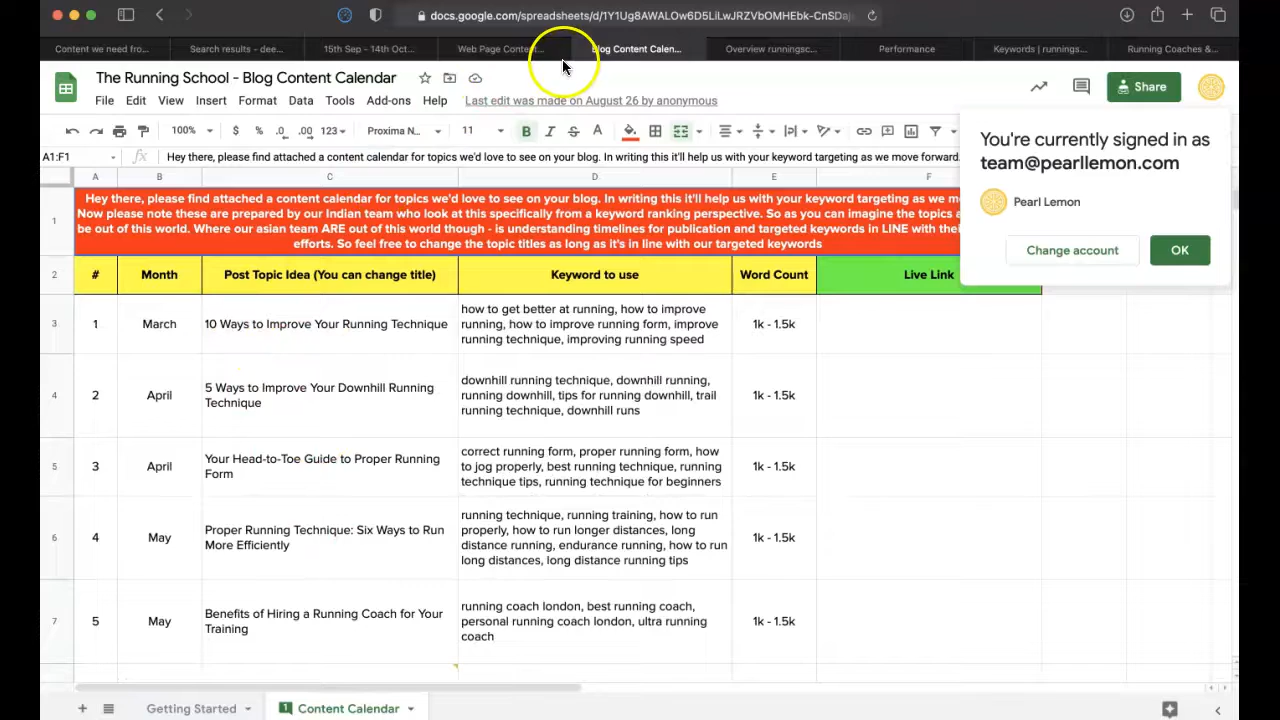 docs.google.com/spreadsheets/d/1Y1Ug8AWALOw6D5LiLwJRZVbOMHEbk-CnSDaj
Content we need fro...
Search results - dee...
15th Sep - 14th Oct...
Web Page Content...
Blog Content Calen...
Overview runningsc...
Performance
Keywords | runnings...
Running Coaches &...
The Running School - Blog Content Calendar
File Edit View Insert Format Data Tools Add-ons Help Last edit was made on August 26 by anonymous
Share
100% $ % .0 .00 123 Proxima N... 11 B I S A
A1:F1 fx Hey there, please find attached a content calendar for topics we'd love to see on your blog. In writing this it'll help us with your keyword targeting as we move forward.
You're currently signed in as
team@pearllemon.com
Pearl Lemon
Change account
OK
A B C D E F
1
Hey there, please find attached a content calendar for topics we'd love to see on your blog. In writing this it'll help us with your keyword targeting as we m
Now please note these are prepared by our Indian team who look at this specifically from a keyword ranking perspective. So as you can imagine the topics a
be out of this world. Where our asian team ARE out of this world though - is understanding timelines for publication and targeted keywords in LINE with thei
efforts. So feel free to change the topic titles as long as it's in line with our targeted keywords
2 # Month Post Topic Idea (You can change title) Keyword to use Word Count Live Link
3 1 March 10 Ways to Improve Your Running Technique
how to get better at running, how to improve
running, how to improve running form, improve
running technique, improving running speed
1k - 1.5k
4 2 April
5 Ways to Improve Your Downhill Running
Technique
downhill running technique, downhill running,
running downhill, tips for running downhill, trail
running technique, downhill runs
1k - 1.5k
5 3 April
Your Head-to-Toe Guide to Proper Running
Form
correct running form, proper running form, how
to jog properly, best running technique, running
technique tips, running technique for beginners
1k - 1.5k
6 4 May
Proper Running Technique: Six Ways to Run
More Efficiently
running technique, running training, how to run
properly, how to run longer distances, long
distance running, endurance running, how to run
long distances, long distance running tips
1k - 1.5k
7 5 May
Benefits of Hiring a Running Coach for Your
Training
running coach london, best running coach,
personal running coach london, ultra running
coach
1k - 1.5k
Getting Started
1 Content Calendar